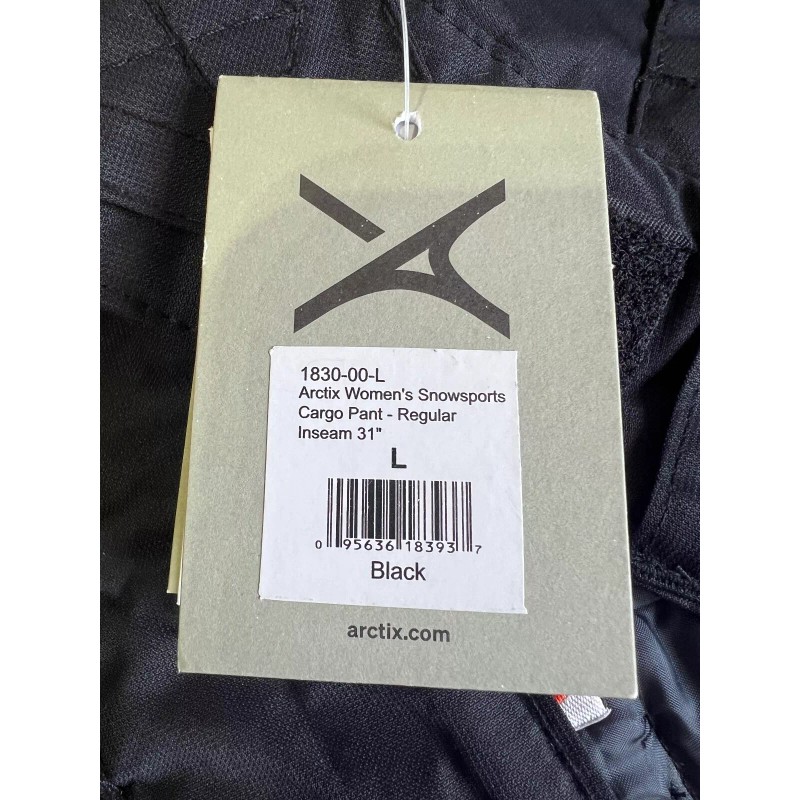 1830-00-L
Arctix Women's Snowsports
Cargo Pant - Regular
Inseam 31"
L
0 95636 18393 7
Black
arctix.com